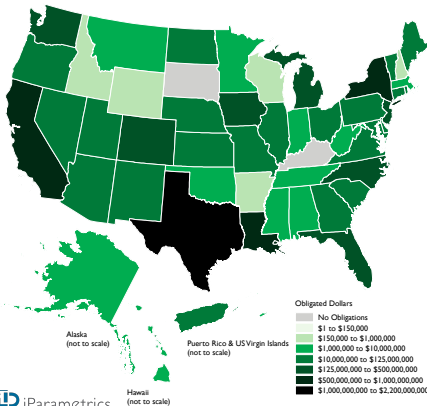 Obligated Dollars
No Obligations
$1 to $150,000
$150,000 to $1,000,000
$1,000,000 to $10,000,000
$10,000,000 to $125,000,000
$125,000,000 to $500,000,000
$500,000,000 to $1,000,000,000
$1,000,000,000 to $2,200,000,00
Alaska
(not to scale)
Puerto Rico & US Virgin Islands
(not to scale)
Hawaii
(not to scale)
iParametrics